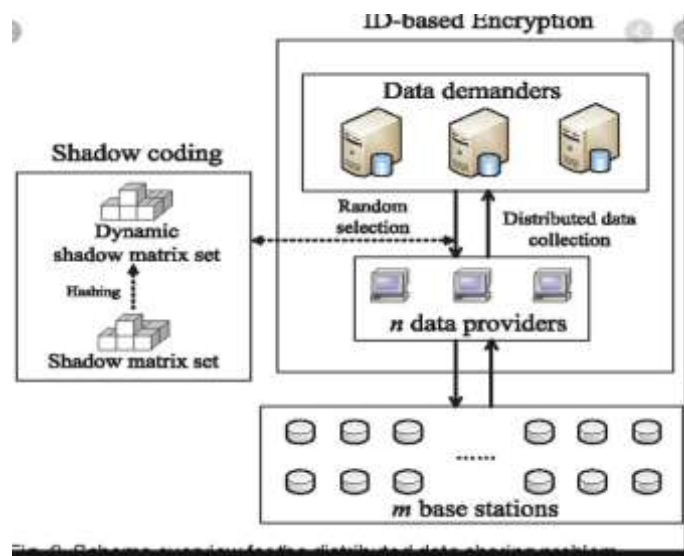 ID-based Encryption
Data demanders
Shadow coding
Random
selection
Distributed data
collection
Dynamic
shadow matrix set
Hashing
Shadow matrix set
n data providers
......
m base stations